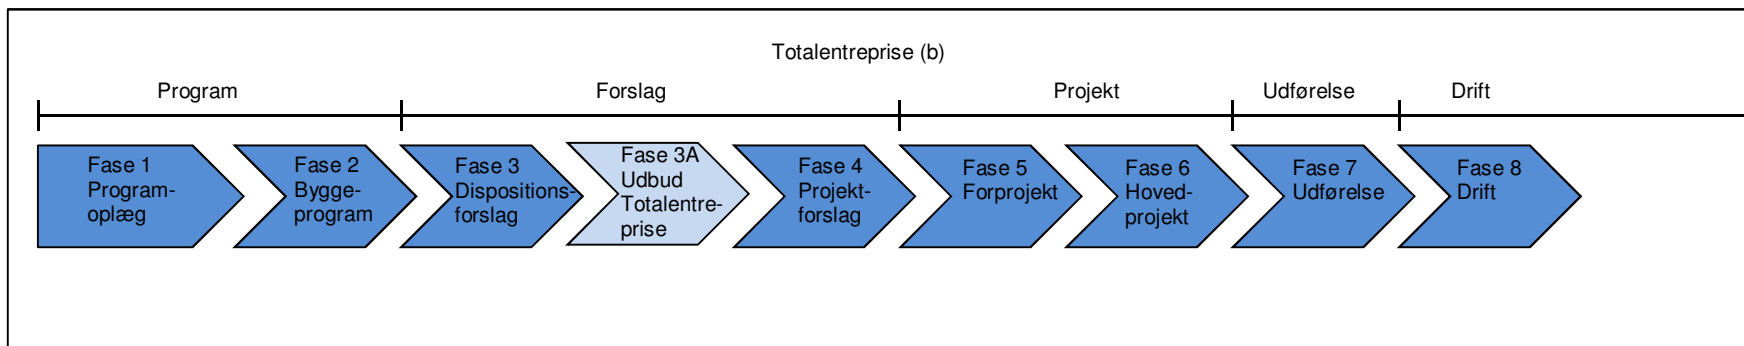 Totalentreprise (b)
Program
Forslag
Projekt
Udførelse
Drift
Fase 1
Program-
oplæg
Fase 2
Bygge-
program
Fase 3
Dispositions-
forslag
Fase 3A
Udbud
Totalentre-
prise
Fase 4
Projekt-
forslag
Fase 5
Forprojekt
Fase 6
Hoved-
projekt
Fase 7
Udførelse
Fase 8
Drift